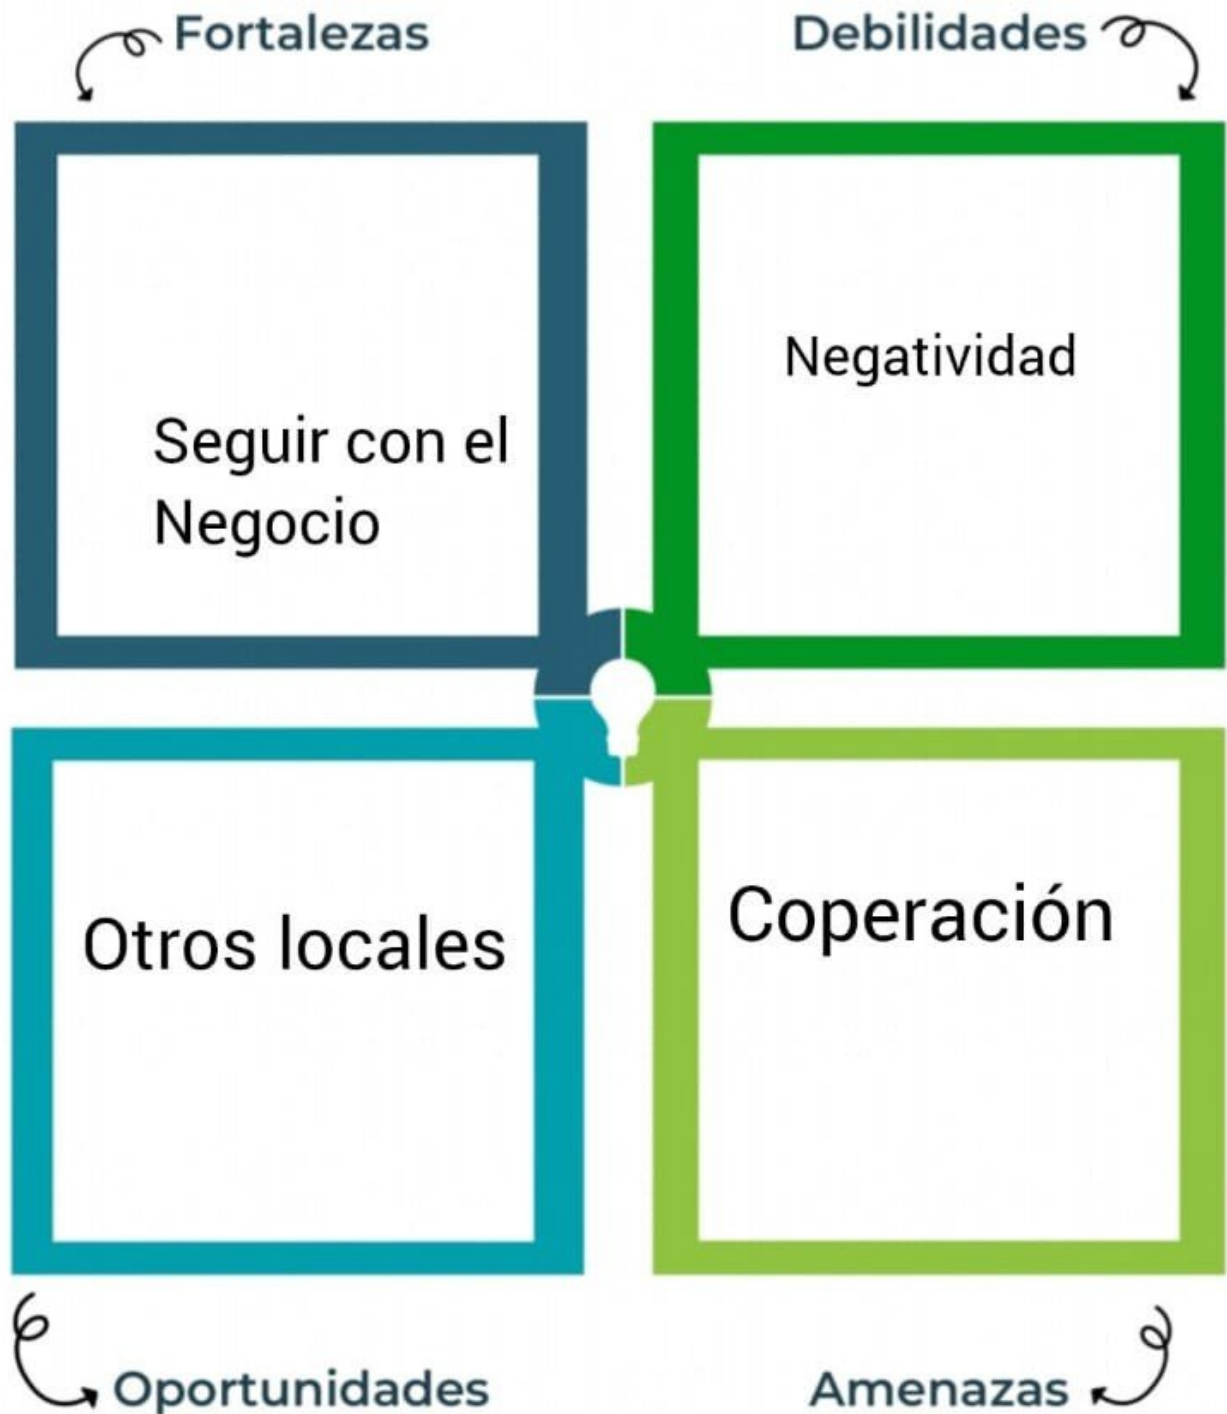 Fortalezas
Debilidades
Seguir con el
Negocio
Negatividad
Otros locales
Coperación
Oportunidades
Amenazas